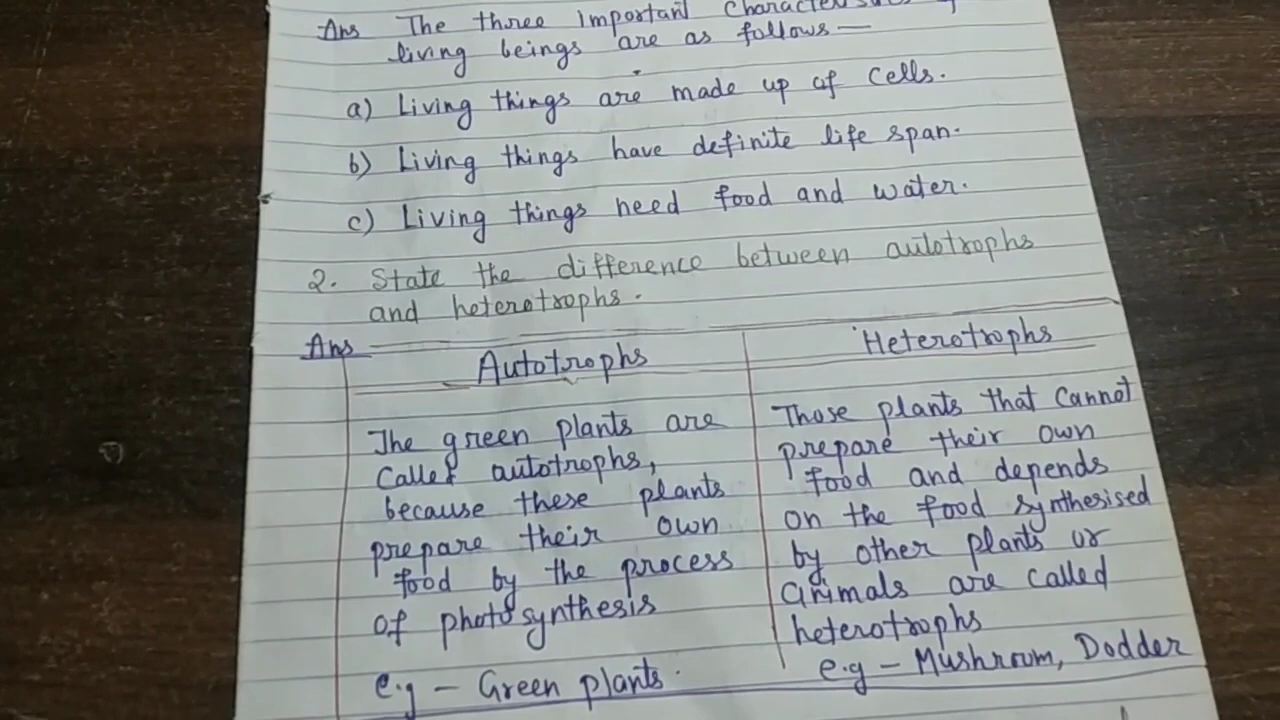 Ans The three important
living beings are as follows —
a) Living things are made up of cells.
b) Living things have definite life span.
c) Living things need food and water.
2. State the difference between autotrophs
and heterotrophs.
Ans
Autotrophs
The green plants are
Called autotrophs,
because these plants
prepare their own
food by the process
of photosynthesis
e.g – Green plants.
Heterotrophs
Those plants that cannot
prepare their own
food and depends
on the food synthesised
by other plants or
animals are called
heterotrophs
e.g – Mushroom, Dodder